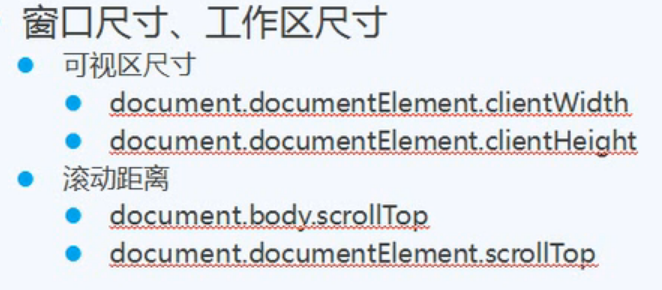 窗口尺寸、工作区尺寸
可视区尺寸
document.documentElement.clientWidth
document.documentElement.clientHeight
滚动距离
document.body.scrollTop
document.documentElement.scrollTop